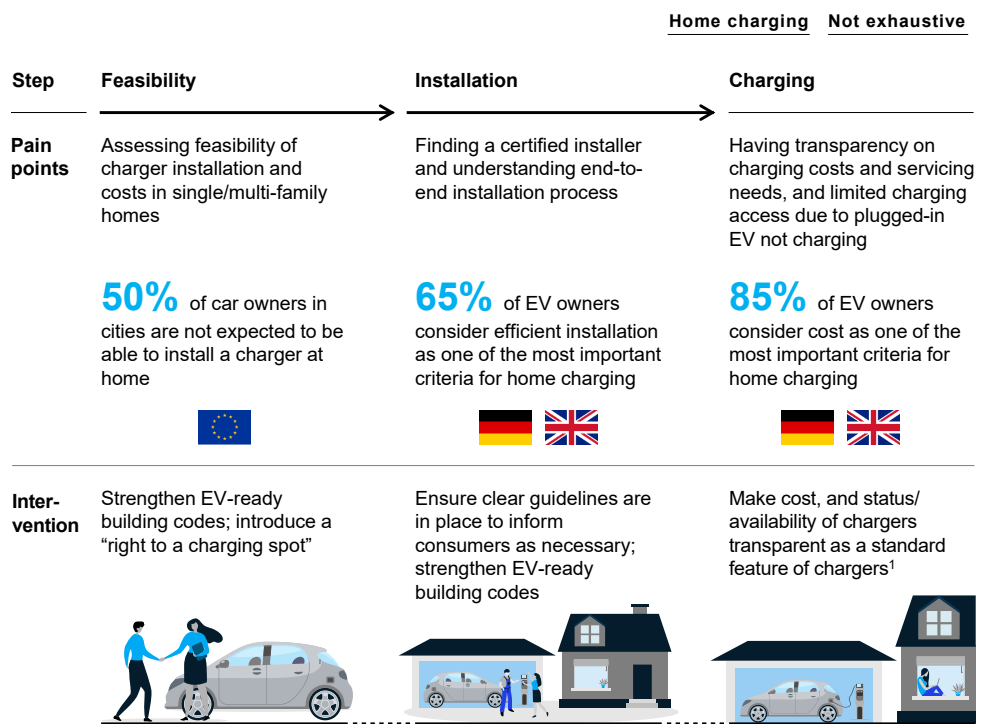 Home charging Not exhaustive
Step Feasibility Installation Charging
Pain
points
Assessing feasibility of
charger installation and
costs in single/multi-family
homes
Finding a certified installer
and understanding end-to-
end installation process
Having transparency on
charging costs and servicing
needs, and limited charging
access due to plugged-in
EV not charging
50% of car owners in
cities are not expected to be
able to install a charger at
home
65% of EV owners
consider efficient installation
as one of the most important
criteria for home charging
85% of EV owners
consider cost as one of the
most important criteria for
home charging
Inter-
vention
Strengthen EV-ready
building codes; introduce a
“right to a charging spot”
Ensure clear guidelines are
in place to inform
consumers as necessary;
strengthen EV-ready
building codes
Make cost, and status/
availability of chargers
transparent as a standard
feature of chargers¹